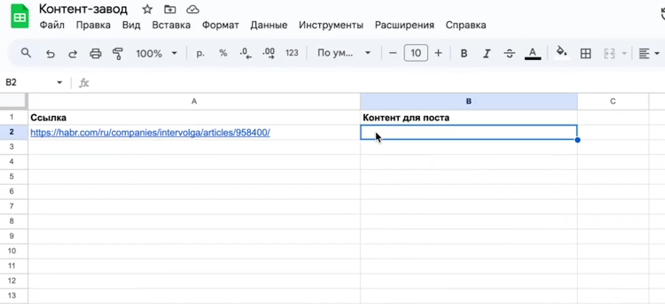 Контент-завод
Файл Правка Вид Вставка Формат Данные Инструменты Расширения Справка
100% р. % .0 .00 123 По ум... 10 B I S A
B2 fx
A B C
1 Ссылка Контент для поста
2 https://habr.com/ru/companies/intervolga/articles/958400/
3
4
5
6
7
8
9
10
11
12
13